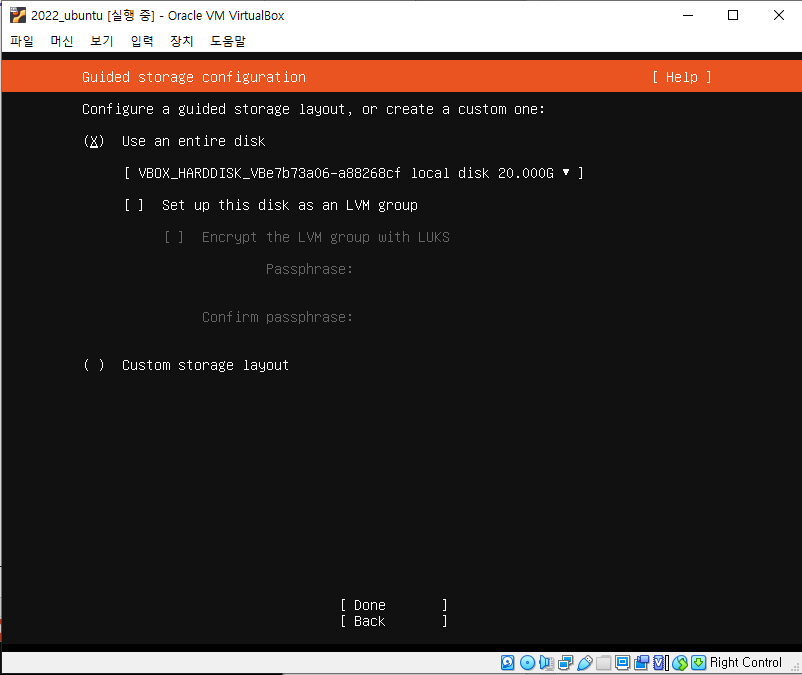 2022_ubuntu [실행 중] - Oracle VM VirtualBox
파일 머신 보기 입력 장치 도움말
Guided storage configuration [ Help ]
Configure a guided storage layout, or create a custom one:
(X) Use an entire disk
[ VBOX_HARDDISK_VBe7b73a06-a88268cf local disk 20.000G ▾ ]
[ ] Set up this disk as an LVM group
[ ] Encrypt the LVM group with LUKS
Passphrase:
Confirm passphrase:
( ) Custom storage layout
[ Done ]
[ Back ]
Right Control